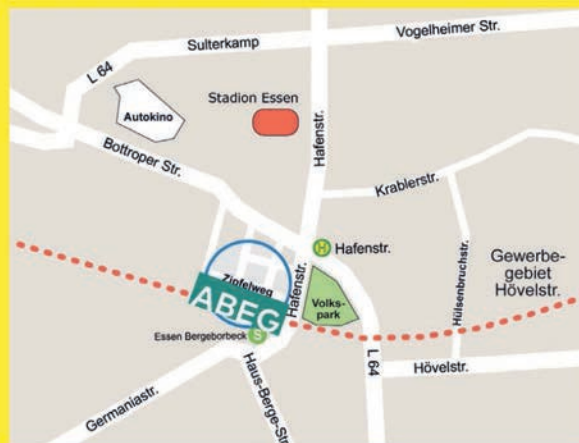 Sulterkamp
Vogelheimer Str.
L 64
Autokino
Stadion Essen
Hafenstr.
Bottroper Str.
Krablerstr.
H Hafenstr.
Hülsenbruchstr.
Gewerbe-
gebiet
Hövelstr.
Zipfelweg
ABEG
Hafenstr.
Volks-
park
Essen Bergeborbeck S
L 64
Hövelstr.
Germaniastr.
Haus-Berge-Str